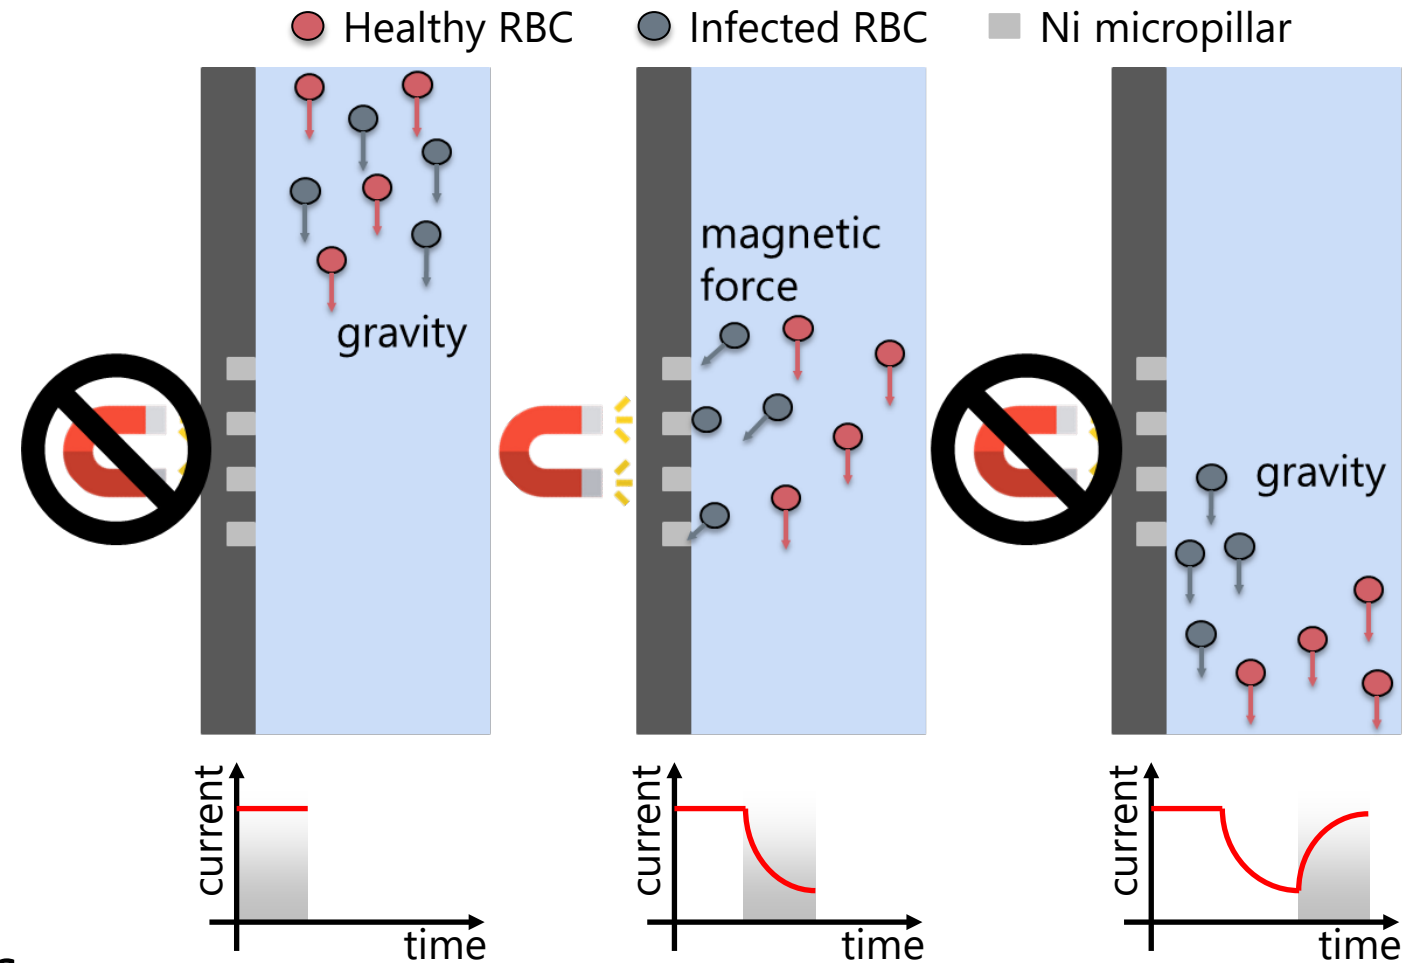 Healthy RBC
Infected RBC
Ni micropillar
gravity
magnetic
force
gravity
current
time
current
time
current
time